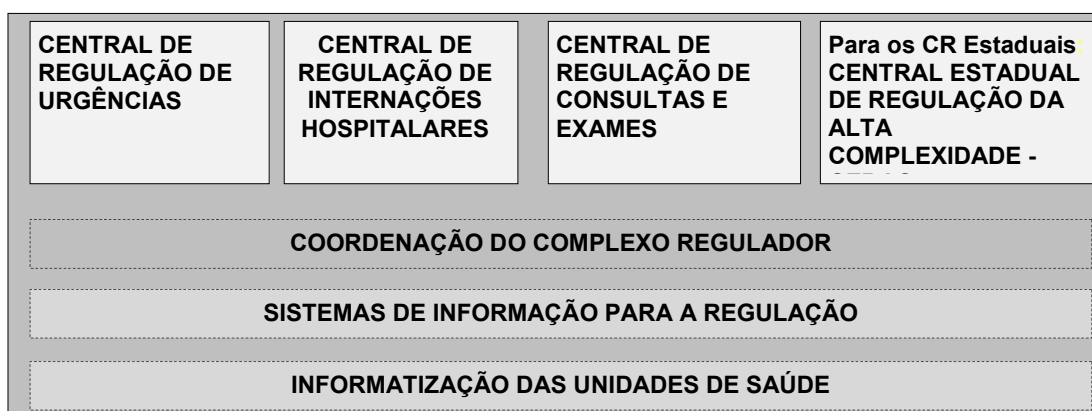 CENTRAL DE
REGULAÇÃO DE
URGÊNCIAS
CENTRAL DE
REGULAÇÃO DE
INTERNAÇÕES
HOSPITALARES
CENTRAL DE
REGULAÇÃO DE
CONSULTAS E
EXAMES
Para os CR Estaduais:
CENTRAL ESTADUAL
DE REGULAÇÃO DA
ALTA
COMPLEXIDADE -
COORDENAÇÃO DO COMPLEXO REGULADOR
SISTEMAS DE INFORMAÇÃO PARA A REGULAÇÃO
INFORMATIZAÇÃO DAS UNIDADES DE SAÚDE